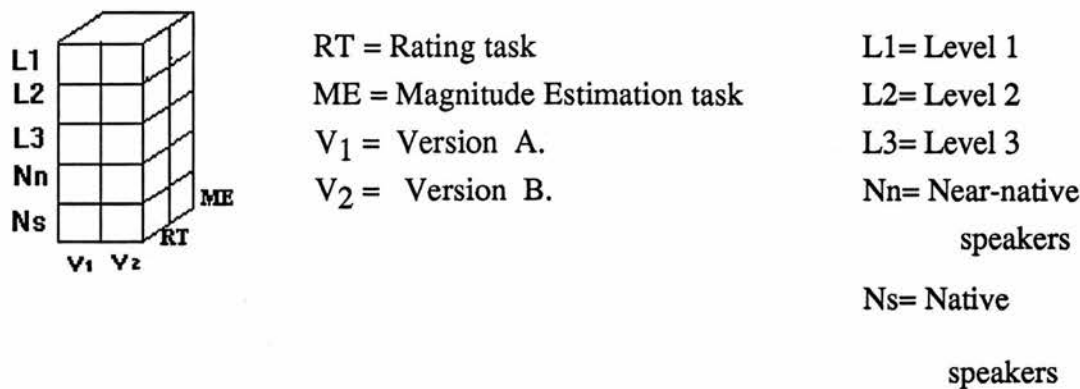 L1
L2
L3
Nn
Ns
ME
RT
V1 V2
RT = Rating task
ME = Magnitude Estimation task
V1 = Version A.
V2 = Version B.
L1= Level 1
L2= Level 2
L3= Level 3
Nn= Near-native
speakers
Ns= Native
speakers